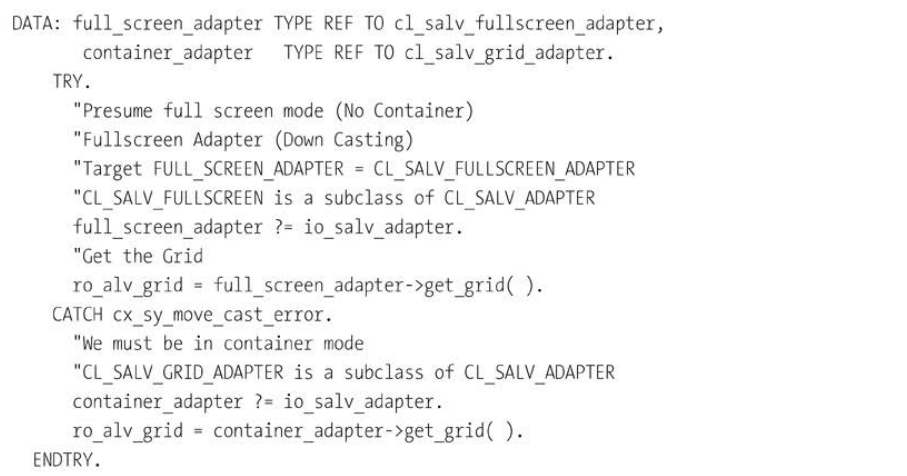 DATA: full_screen_adapter TYPE REF TO cl_salv_fullscreen_adapter,
container_adapter TYPE REF TO cl_salv_grid_adapter.
TRY.
"Presume full screen mode (No Container)
"Fullscreen Adapter (Down Casting)
"Target FULL_SCREEN_ADAPTER = CL_SALV_FULLSCREEN_ADAPTER
"CL_SALV_FULLSCREEN is a subclass of CL_SALV_ADAPTER
full_screen_adapter ?= io_salv_adapter.
"Get the Grid
ro_alv_grid = full_screen_adapter->get_grid( ).
CATCH cx_sy_move_cast_error.
"We must be in container mode
"CL_SALV_GRID_ADAPTER is a subclass of CL_SALV_ADAPTER
container_adapter ?= io_salv_adapter.
ro_alv_grid = container_adapter->get_grid( ).
ENDTRY.